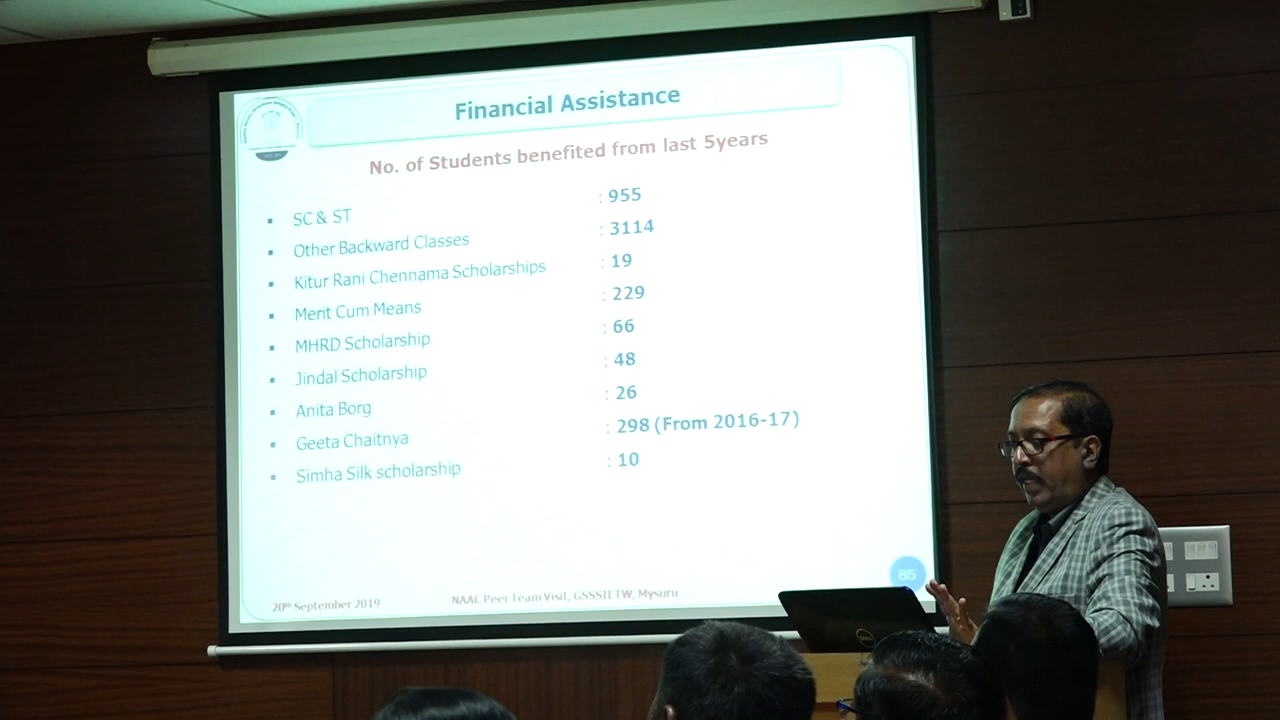 Financial Assistance
No. of Students benefited from last 5years
▪ SC & ST : 955
▪ Other Backward Classes : 3114
▪ Kitur Rani Chennama Scholarships : 19
▪ Merit Cum Means : 229
▪ MHRD Scholarship : 66
▪ Jindal Scholarship : 48
▪ Anita Borg : 26
▪ Geeta Chaitnya : 298 (From 2016-17)
▪ Simha Silk scholarship : 10
85
20th September 2019 NAAC Peer Team Visit, GSSSIETW, Mysuru
DELL